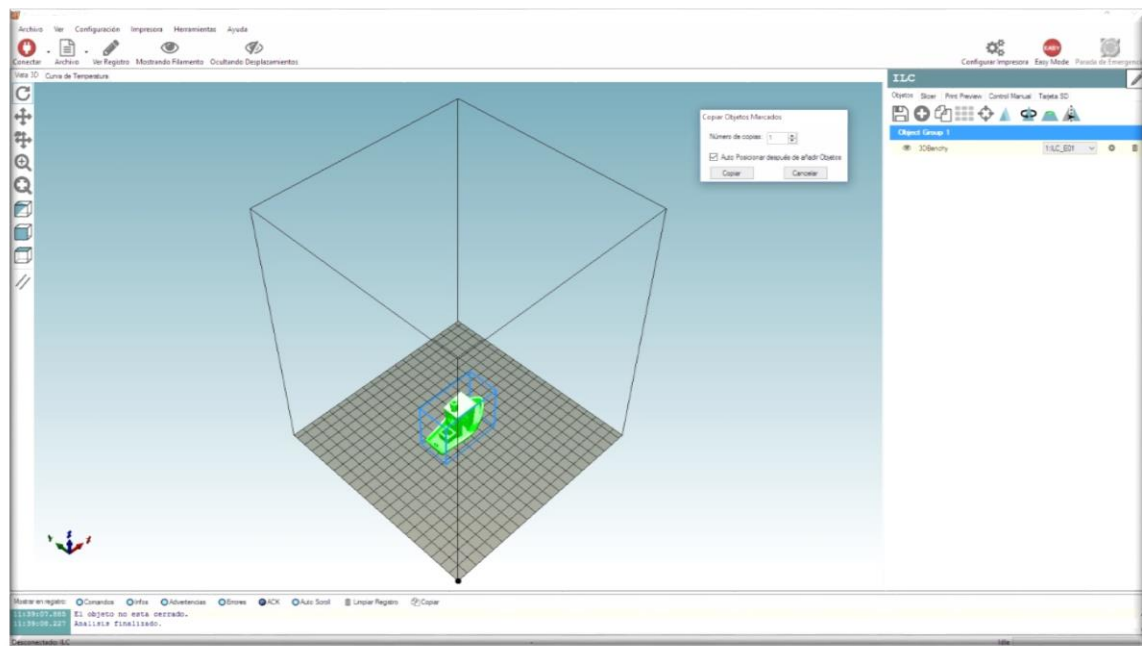 Archivo Ver Configuración Impresora Herramientas Ayuda
Conectar Archivo Ver Registro Mostrando Filamento Ocultando Desplazamientos
Configurar Impresora Easy Mode Parada de Emergenci
EASY
Vista 3D Curva de Temperatura
ILC
Objetos Slicer Print Preview Control Manual Tarjeta SD
Object Group 1
3DBenchy 1:ILC_E01
Copiar Objetos Marcados
Número de copias: 1
Auto Posicionar después de añadir Objetos
Copiar Cancelar
Mostrar en registro: Comandos Infos Advertencias Errores ACK Auto Scroll Limpiar Registro Copiar
11:39:07.885 El objeto no esta cerrado.
11:39:08.227 Analisis finalizado.
Desconectado: ILC - Idle